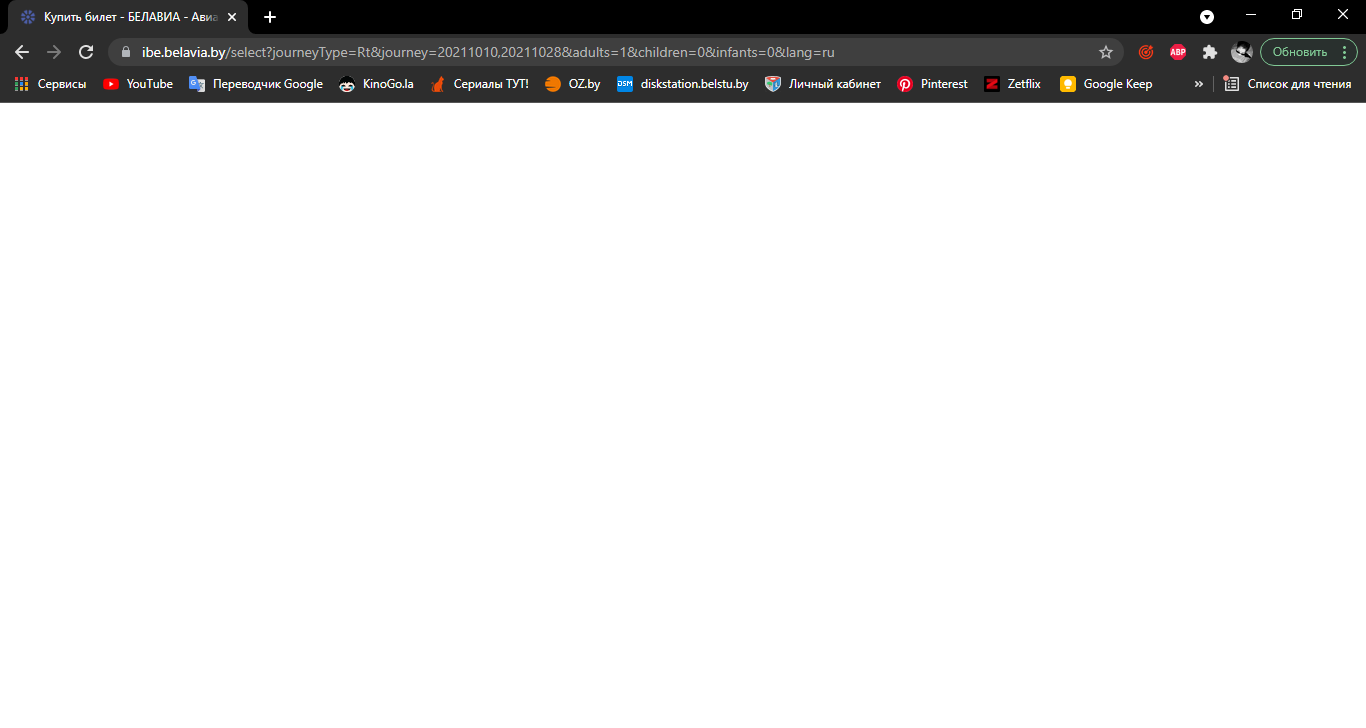 Купить билет - БЕЛАВИА - Авиа
ibe.belavia.by/select?journeyType=Rt&journey=20211010,20211028&adults=1&children=0&infants=0&lang=ru ABP Обновить
Сервисы YouTube G Переводчик Google KinoGo.la Сериалы ТУТ! OZ.by DSM diskstation.belstu.by Личный кабинет Pinterest Z Zetflix Google Keep » Список для чтения